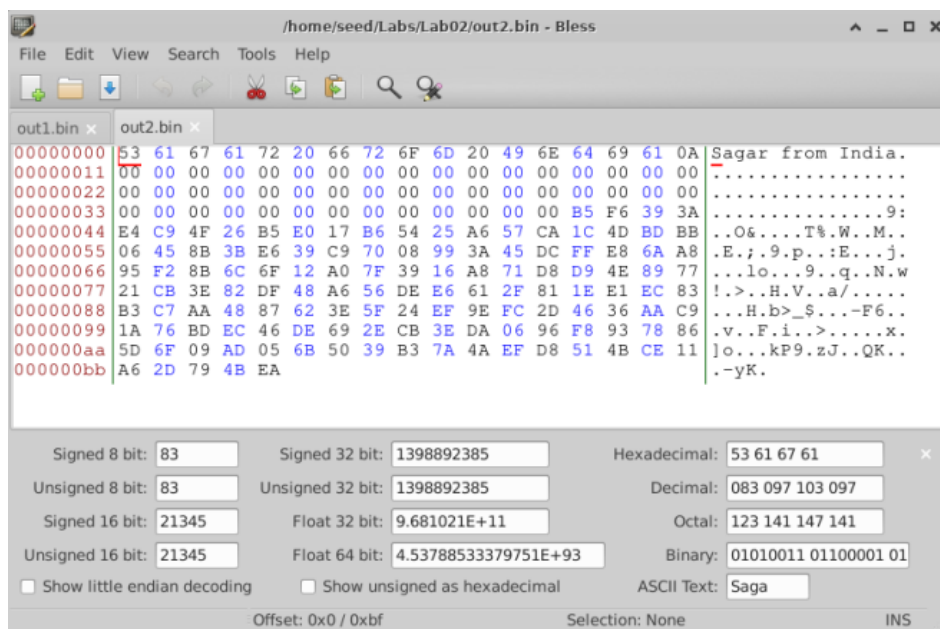 /home/seed/Labs/Lab02/out2.bin - Bless
File Edit View Search Tools Help
out1.bin × out2.bin ×
00000000 53 61 67 61 72 20 66 72 6F 6D 20 49 6E 64 69 61 0A Sagar from India.
00000011 00 00 00 00 00 00 00 00 00 00 00 00 00 00 00 00 00 .................
00000022 00 00 00 00 00 00 00 00 00 00 00 00 00 00 00 00 00 .................
00000033 00 00 00 00 00 00 00 00 00 00 00 00 00 B5 F6 39 3A ...............9:
00000044 E4 C9 4F 26 B5 E0 17 B6 54 25 A6 57 CA 1C 4D BD BB ..O&....T%.W..M..
00000055 06 45 8B 3B E6 39 C9 70 08 99 3A 45 DC FF E8 6A A8 .E.;.9.p..:E...j.
00000066 95 F2 8B 6C 6F 12 A0 7F 39 16 A8 71 D8 D9 4E 89 77 ...lo...9..q..N.w
00000077 21 CB 3E 82 DF 48 A6 56 DE E6 61 2F 81 1E E1 EC 83 !.>..H.V..a/.....
00000088 B3 C7 AA 48 87 62 3E 5F 24 EF 9E FC 2D 46 36 AA C9 ...H.b>_$...-F6..
00000099 1A 76 BD EC 46 DE 69 2E CB 3E DA 06 96 F8 93 78 86 .v..F.i..>.....x.
000000aa 5D 6F 09 AD 05 6B 50 39 B3 7A 4A EF D8 51 4B CE 11 ]o...kP9.zJ..QK..
000000bb A6 2D 79 4B EA .-yK.
Signed 8 bit: 83 Signed 32 bit: 1398892385 Hexadecimal: 53 61 67 61 ×
Unsigned 8 bit: 83 Unsigned 32 bit: 1398892385 Decimal: 083 097 103 097
Signed 16 bit: 21345 Float 32 bit: 9.681021E+11 Octal: 123 141 147 141
Unsigned 16 bit: 21345 Float 64 bit: 4.53788533379751E+93 Binary: 01010011 01100001 01
Show little endian decoding Show unsigned as hexadecimal ASCII Text: Saga
Offset: 0x0 / 0xbf Selection: None INS